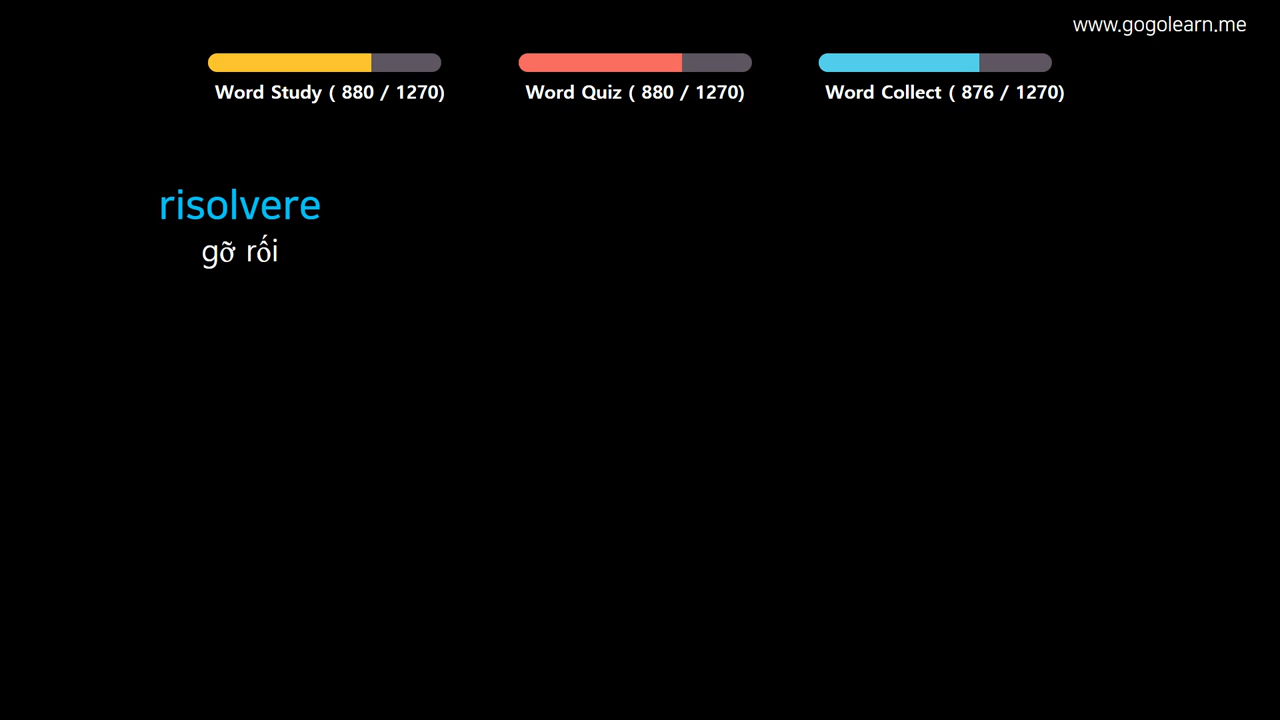 www.gogolearn.me
Word Study ( 880 / 1270)
Word Quiz ( 880 / 1270)
Word Collect ( 876 / 1270)
risolvere
gỡ rối